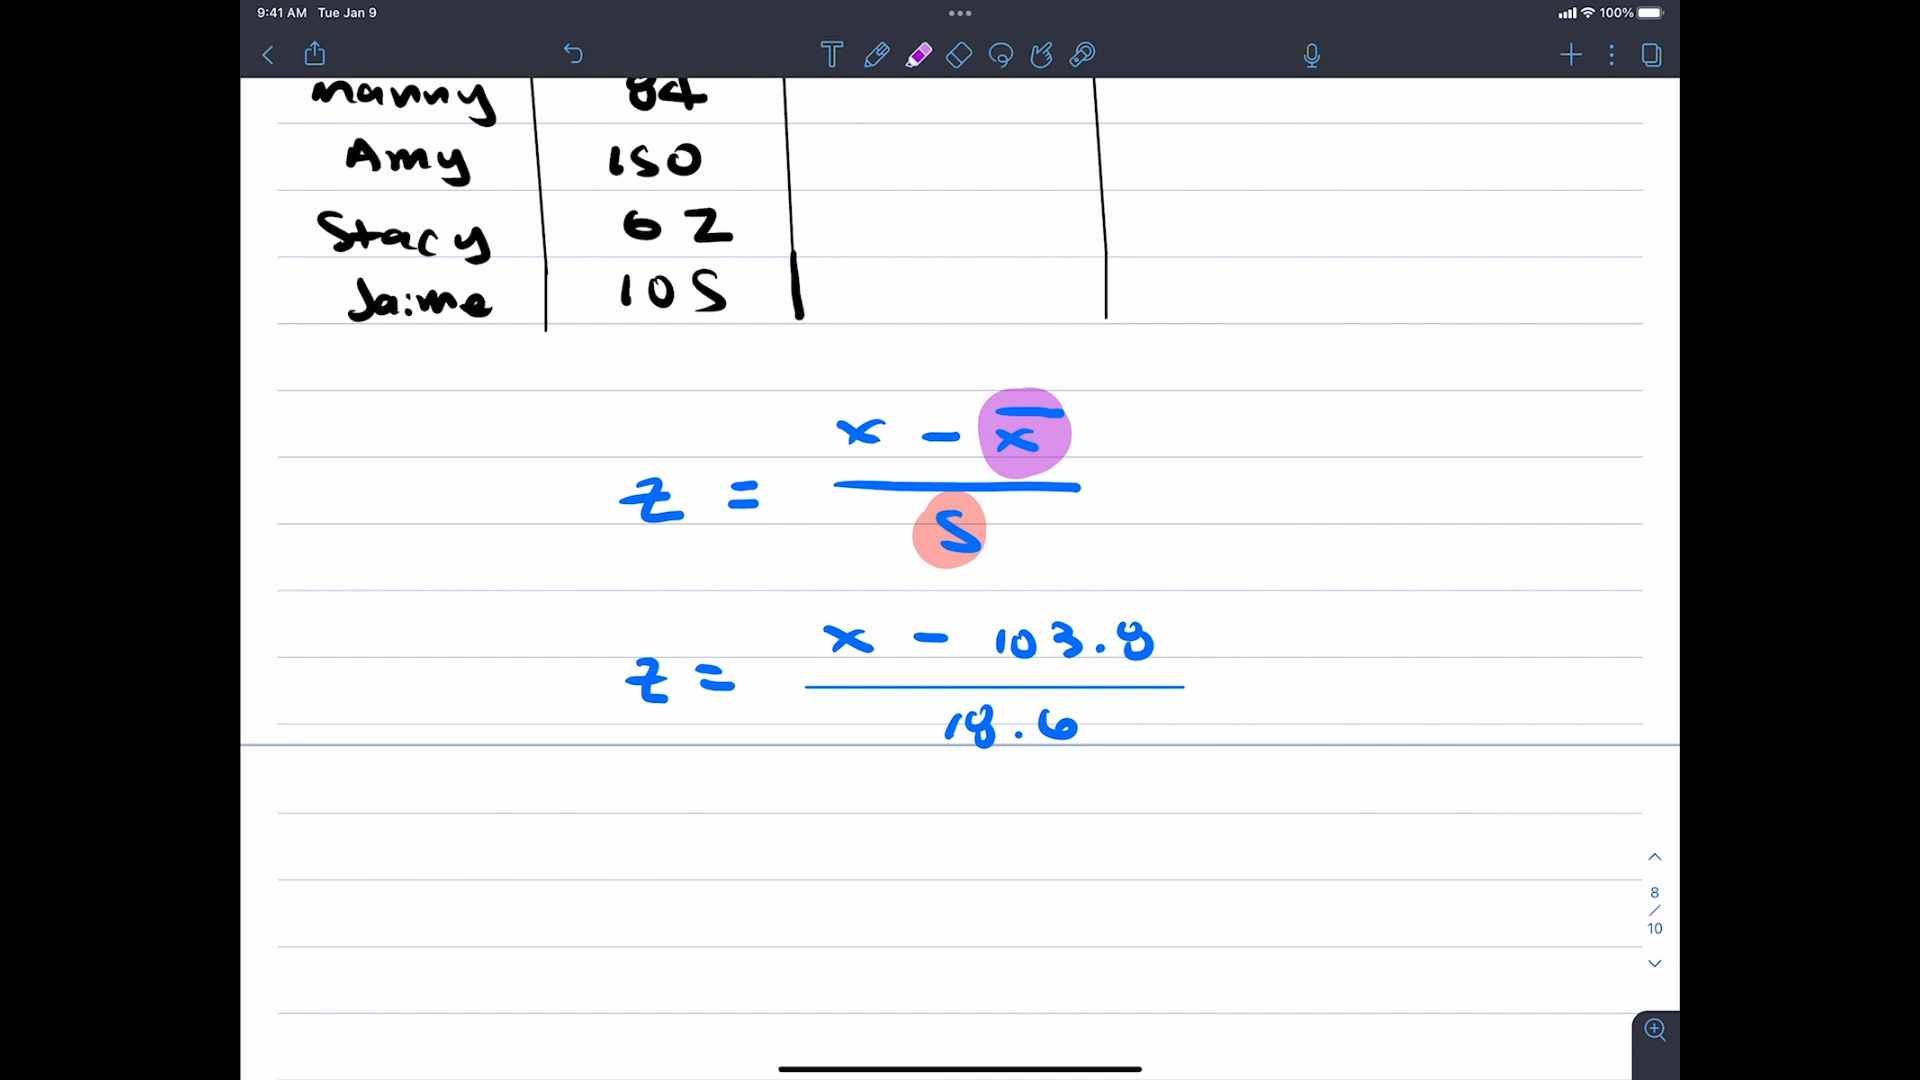 9:41 AM Tue Jan 9
100%
T
Manny 84
Amy 150
Stacy 62
Jaime 105
z = x - x̄ / s
z = x - 103.8 / 18.6
8
/
10